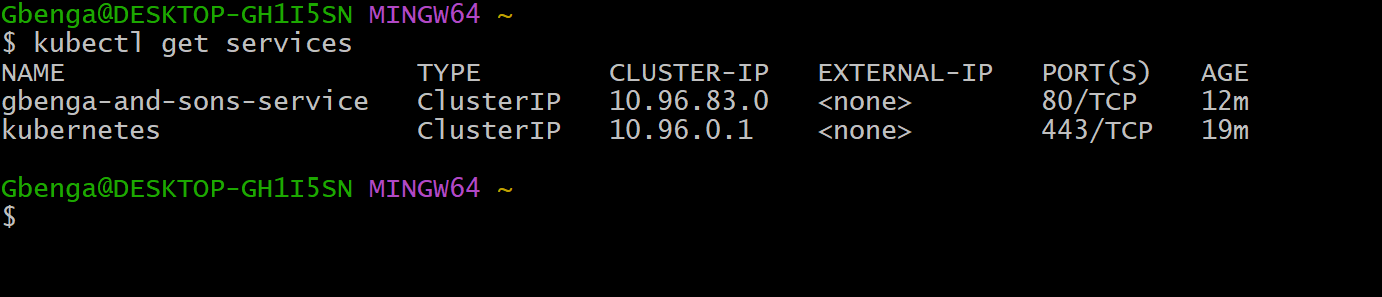 Gbenga@DESKTOP-GH1I5SN MINGW64 ~
$ kubectl get services
NAME                      TYPE        CLUSTER-IP   EXTERNAL-IP   PORT(S)   AGE
gbenga-and-sons-service   ClusterIP   10.96.83.0   <none>        80/TCP    12m
kubernetes                ClusterIP   10.96.0.1    <none>        443/TCP   19m
Gbenga@DESKTOP-GH1I5SN MINGW64 ~
$